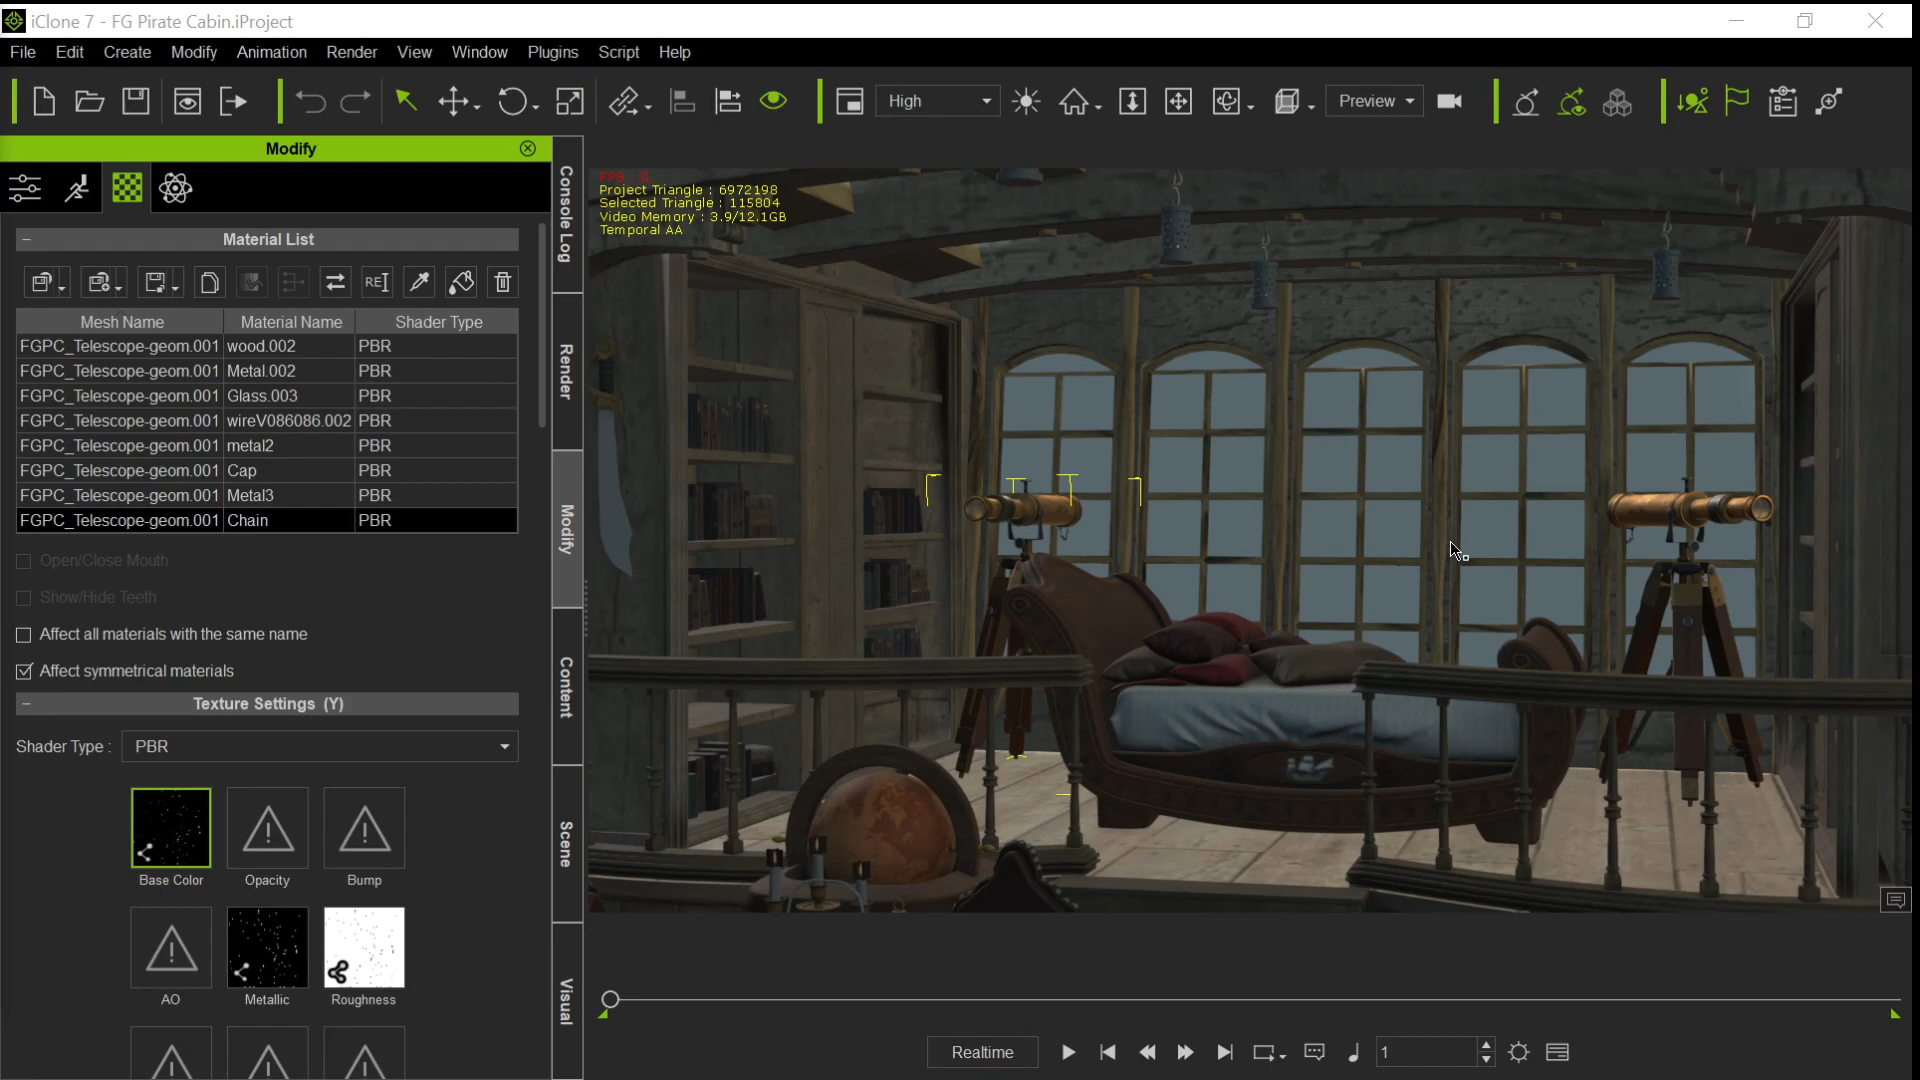 iClone 7 - FG Pirate Cabin.iProject
File Edit Create Modify Animation Render View Window Plugins Script Help
High
Preview
Modify
Material List
REI
Mesh Name Material Name Shader Type
FGPC_Telescope-geom.001 wood.002 PBR
FGPC_Telescope-geom.001 Metal.002 PBR
FGPC_Telescope-geom.001 Glass.003 PBR
FGPC_Telescope-geom.001 wireV086086.002 PBR
FGPC_Telescope-geom.001 metal2 PBR
FGPC_Telescope-geom.001 Cap PBR
FGPC_Telescope-geom.001 Metal3 PBR
FGPC_Telescope-geom.001 Chain PBR
Open/Close Mouth
Show/Hide Teeth
Affect all materials with the same name
Affect symmetrical materials
Texture Settings (Y)
Shader Type : PBR
Base Color Opacity Bump
AO Metallic Roughness
Console Log
Render
Modify
Content
Scene
Visual
FPS 0
Project Triangle : 6972198
Selected Triangle : 115804
Video Memory : 3.9/12.1GB
Temporal AA
Realtime
1